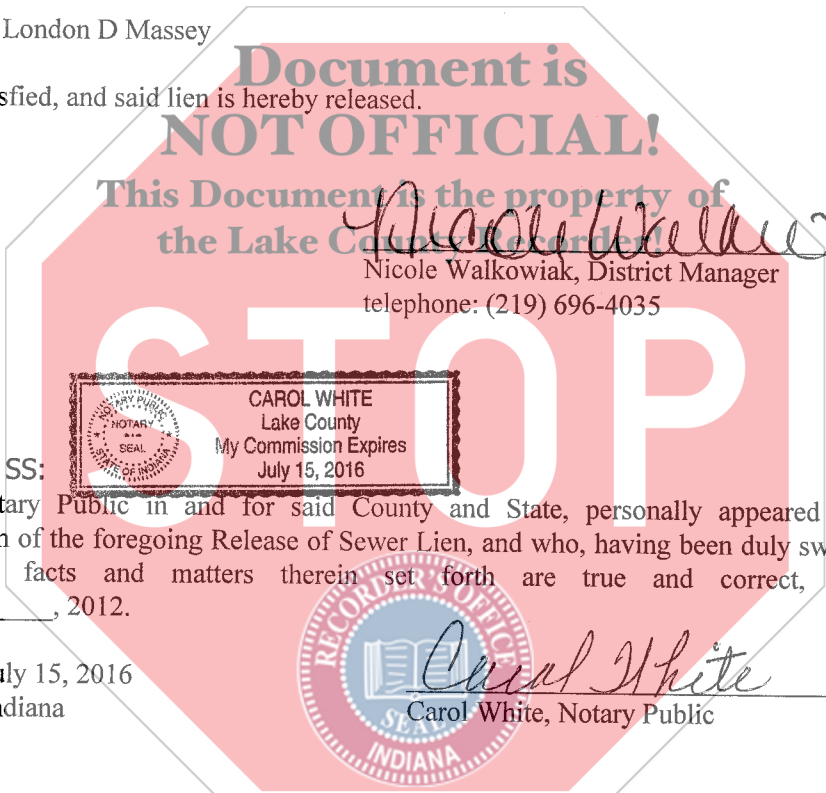 London D Massey
Document is
sfied, and said lien is hereby released.
NOT OFFICIAL!
This Document is the property of
the Lake County Recorder!
Nicole Walkowiak
Nicole Walkowiak, District Manager
telephone: (219) 696-4035
STOP
NOTARY PUBLIC
NOTARY
SEAL
STATE OF INDIANA
CAROL WHITE
Lake County
My Commission Expires
July 15, 2016
SS:
tary Public in and for said County and State, personally appeared
n of the foregoing Release of Sewer Lien, and who, having been duly sw
facts and matters therein set forth are true and correct,
____, 2012.
RECORDER'S OFFICE
SEAL
INDIANA
uly 15, 2016
ndiana
Carol White
Carol White, Notary Public